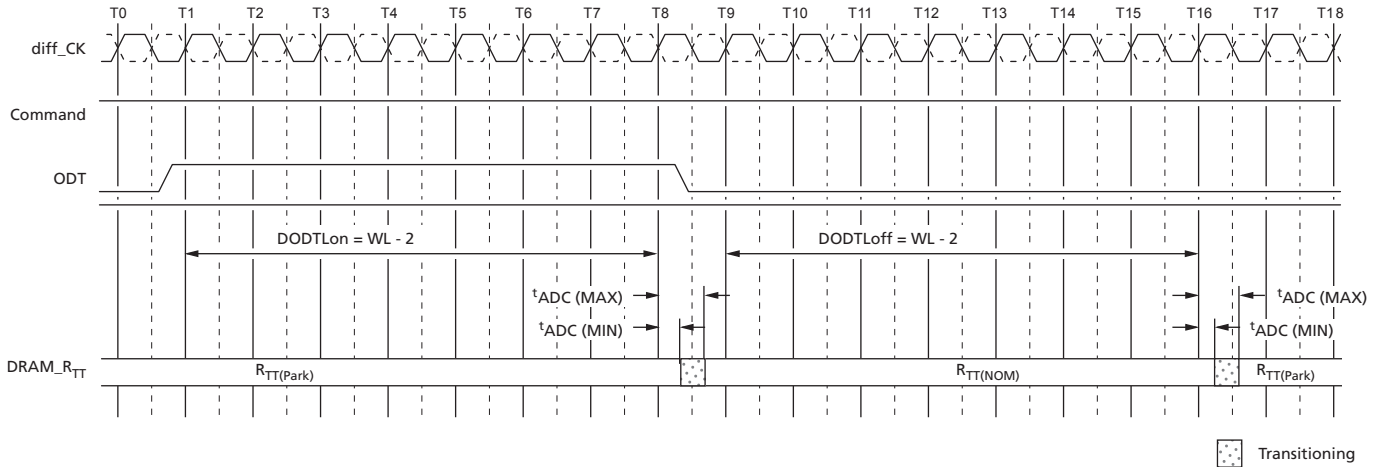 T0 T1 T2 T3 T4 T5 T6 T7 T8 T9 T10 T11 T12 T13 T14 T15 T16 T17 T18
diff_CK
Command
ODT
DODTLon = WL - 2
DODTLoff = WL - 2
tADC (MAX)
tADC (MAX)
tADC (MIN)
tADC (MIN)
DRAM_RTT
RTT(Park)
RTT(NOM)
RTT(Park)
Transitioning